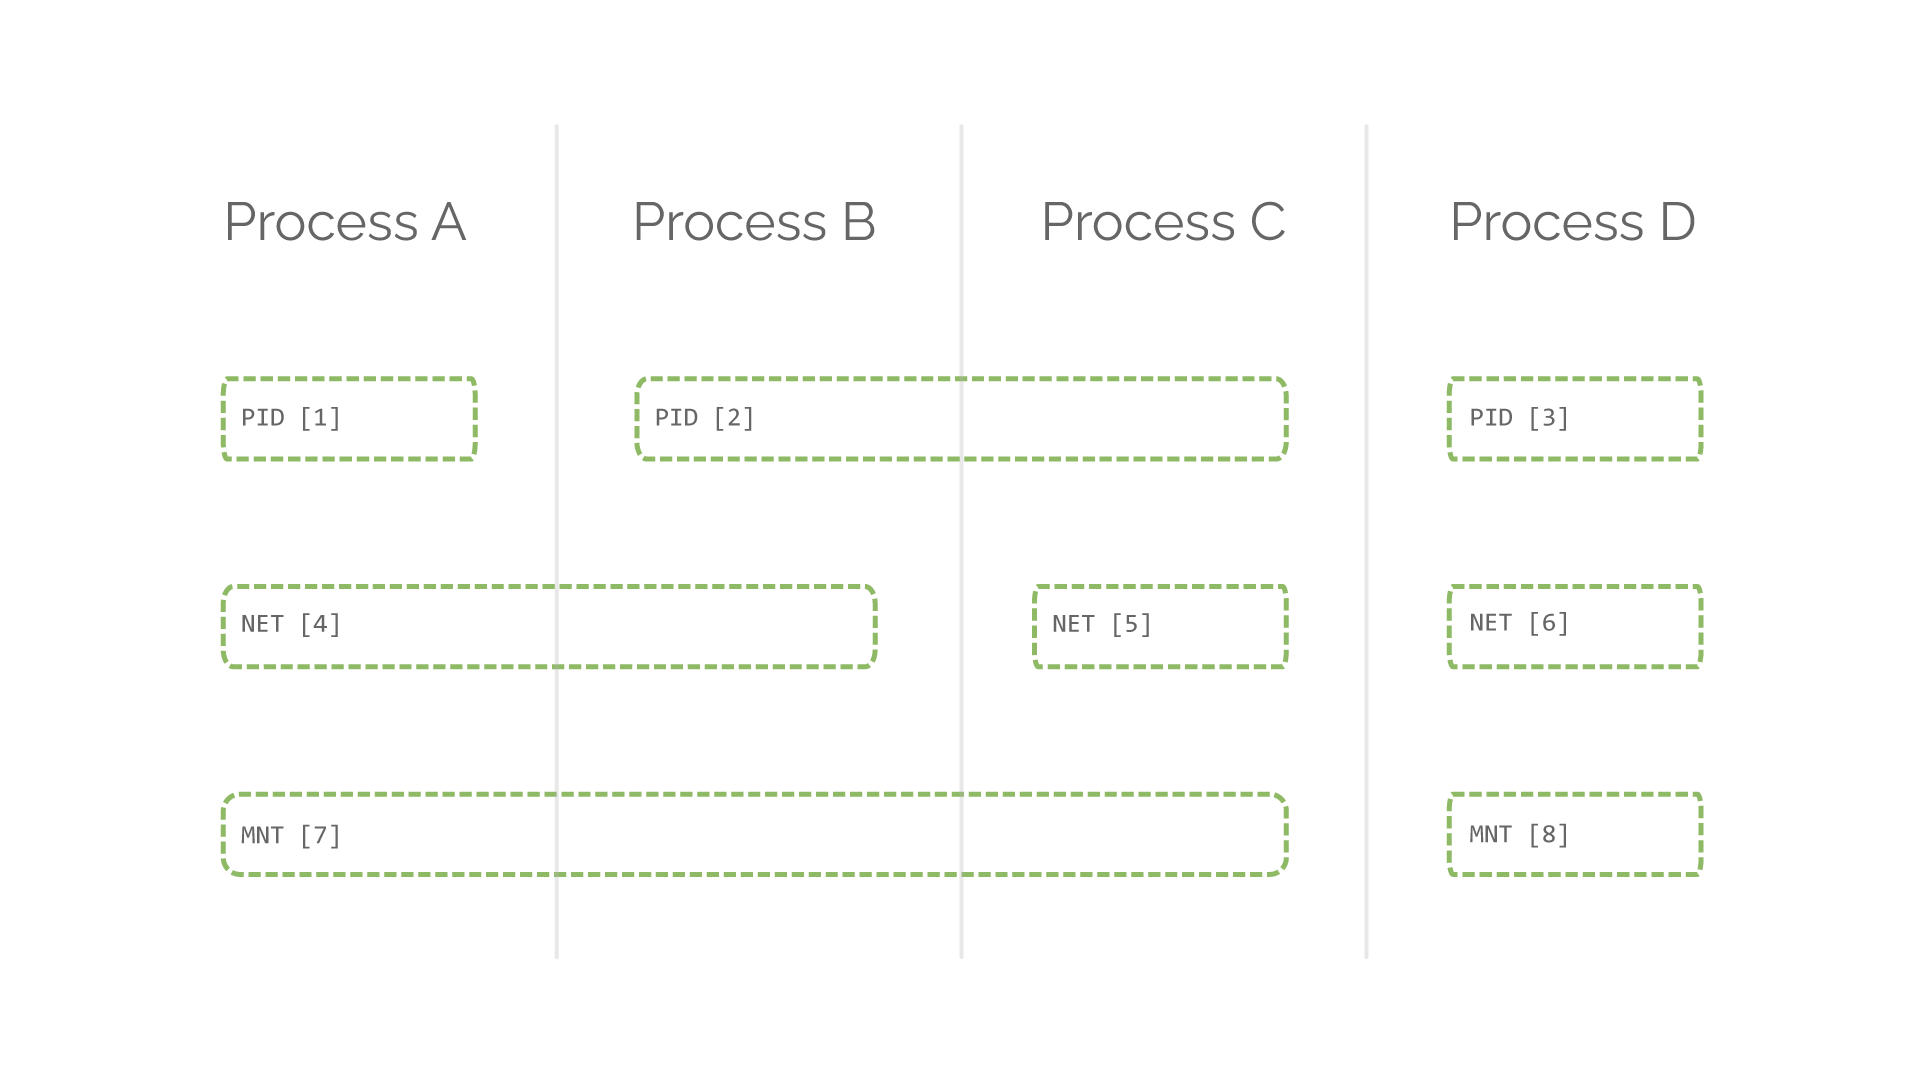 Process A
Process B
Process C
Process D
PID [1]
PID [2]
PID [3]
NET [4]
NET [5]
NET [6]
MNT [7]
MNT [8]